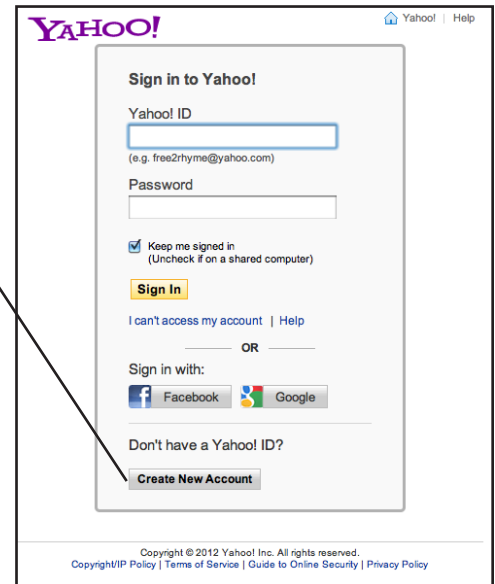 YAHOO!
Yahoo! | Help
Sign in to Yahoo!
Yahoo! ID
(e.g. free2rhyme@yahoo.com)
Password
Keep me signed in
(Uncheck if on a shared computer)
Sign In
I can't access my account | Help
OR
Sign in with:
f Facebook
8 Google
Don't have a Yahoo! ID?
Create New Account
Copyright © 2012 Yahoo! Inc. All rights reserved.
Copyright/IP Policy | Terms of Service | Guide to Online Security | Privacy Policy